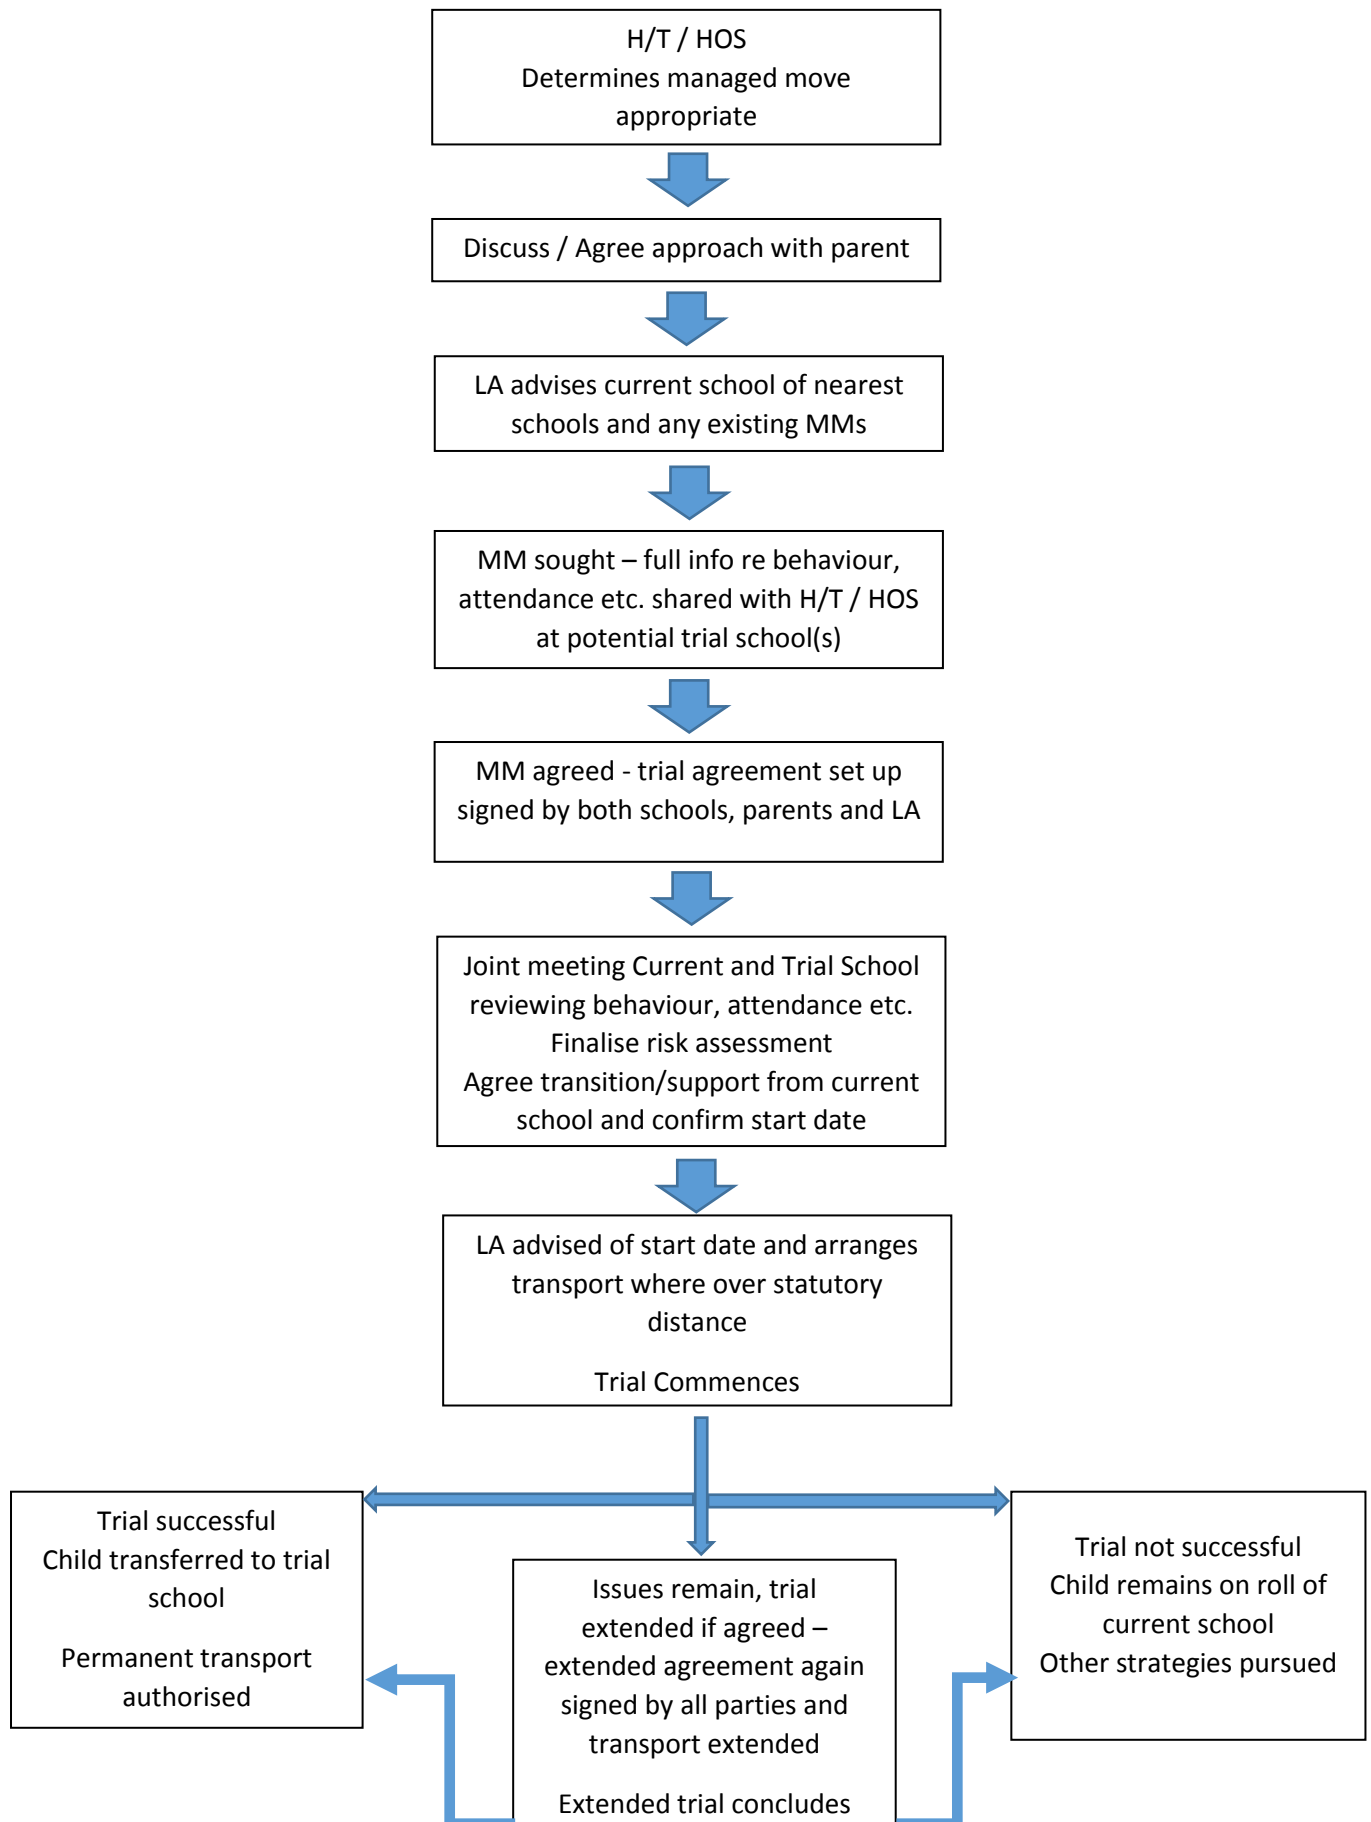 H/T / HOS
Determines managed move
appropriate
Discuss / Agree approach with parent
LA advises current school of nearest
schools and any existing MMs
MM sought – full info re behaviour,
attendance etc. shared with H/T / HOS
at potential trial school(s)
MM agreed - trial agreement set up
signed by both schools, parents and LA
Joint meeting Current and Trial School
reviewing behaviour, attendance etc.
Finalise risk assessment
Agree transition/support from current
school and confirm start date
LA advised of start date and arranges
transport where over statutory
distance
Trial Commences
Trial successful
Child transferred to trial
school
Permanent transport
authorised
Issues remain, trial
extended if agreed –
extended agreement again
signed by all parties and
transport extended
Extended trial concludes
Trial not successful
Child remains on roll of
current school
Other strategies pursued